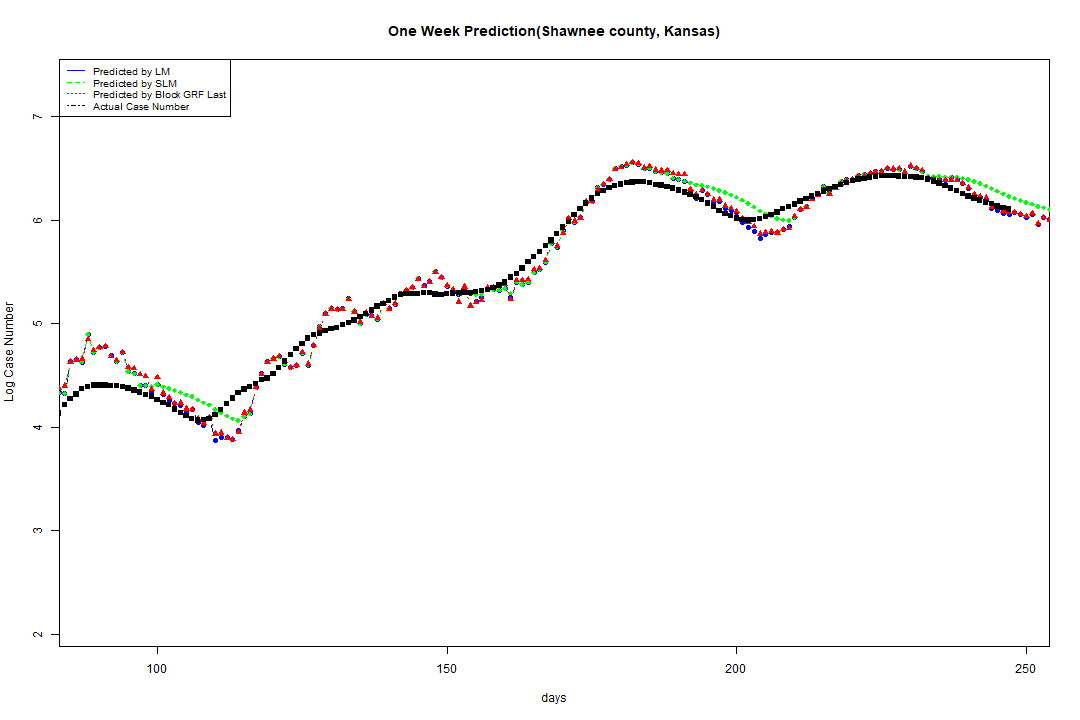 One Week Prediction(Shawnee county, Kansas)
Predicted by LM
Predicted by SLM
Predicted by Block GRF Last
Actual Case Number
7
6
5
4
3
2
Log Case Number
100 150 200 250
days